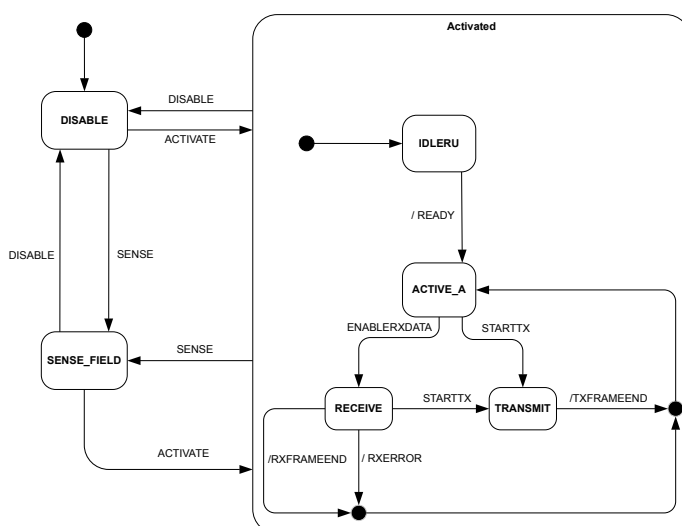 Activated
DISABLE
DISABLE
ACTIVATE
IDLERU
/ READY
DISABLE
SENSE
ACTIVE_A
ENABLERXDATA
STARTTX
SENSE_FIELD
SENSE
RECEIVE
STARTTX
TRANSMIT
/TXFRAMEEND
ACTIVATE
/RXFRAMEEND
/ RXERROR